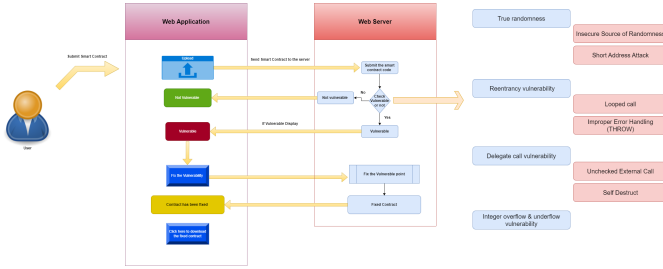 Web Application
Web Server
True randomness
Insecure Source of Randomness
Short Address Attack
Submit Smart Contract
Upload
Send Smart Contract to the server
Submit the smart
contract code
Reentrancy vulnerability
Not Vulnerable
Not vulnerable
No
Check
Vulnerable
or not
Looped call
Yes
Improper Error Handling
(THROW)
Vulnerable
If Vulnerable Display
Vulnerable
User
Delegate call vulnerability
Unchecked External Call
Fix the Vulnerability
Fix the Vulnerable point
Self Destruct
Contract has been fixed
Fixed Contract
Integer overflow & underflow
vulnerability
Click here to download
the fixed contract